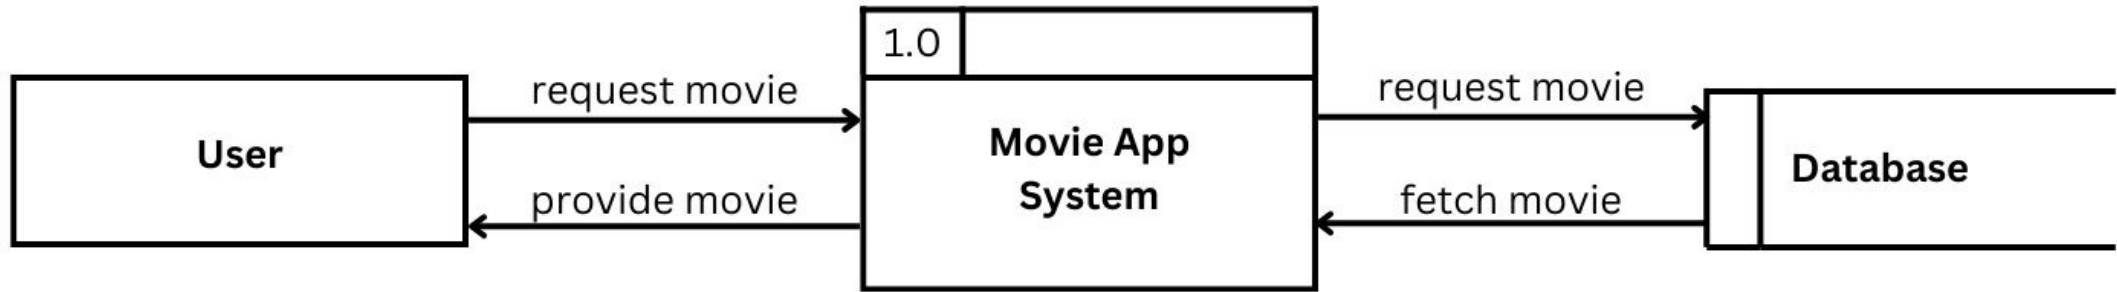 1.0
request movie
request movie
User
Movie App
System
Database
provide movie
fetch movie